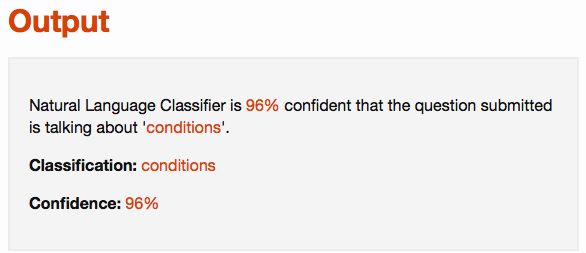 Output
Natural Language Classifier is 96% confident that the question submitted
is talking about 'conditions'.
Classification: conditions
Confidence: 96%